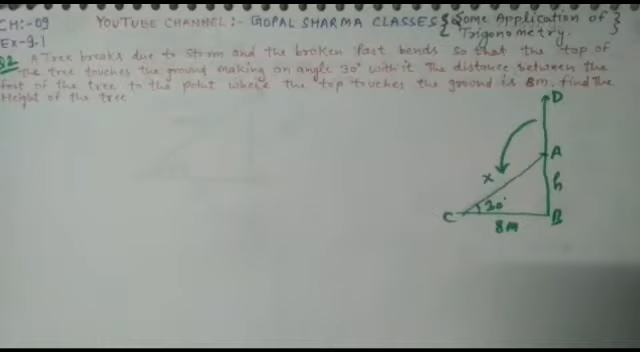 CH:-09 YOUTUBE CHANNEL:- GOPAL SHARMA CLASSES { Some Application of Trigonometry. }
Ex-9.1
Q2 A Tree breaks due to Storm and the broken Part bends so that the top of
the tree touches the ground making an angle 30° with it. The distance between the
foot of the tree to the point where the top touches the ground is 8m. find The
Height of the tree
D
A
x
h
30°
C
B
8M